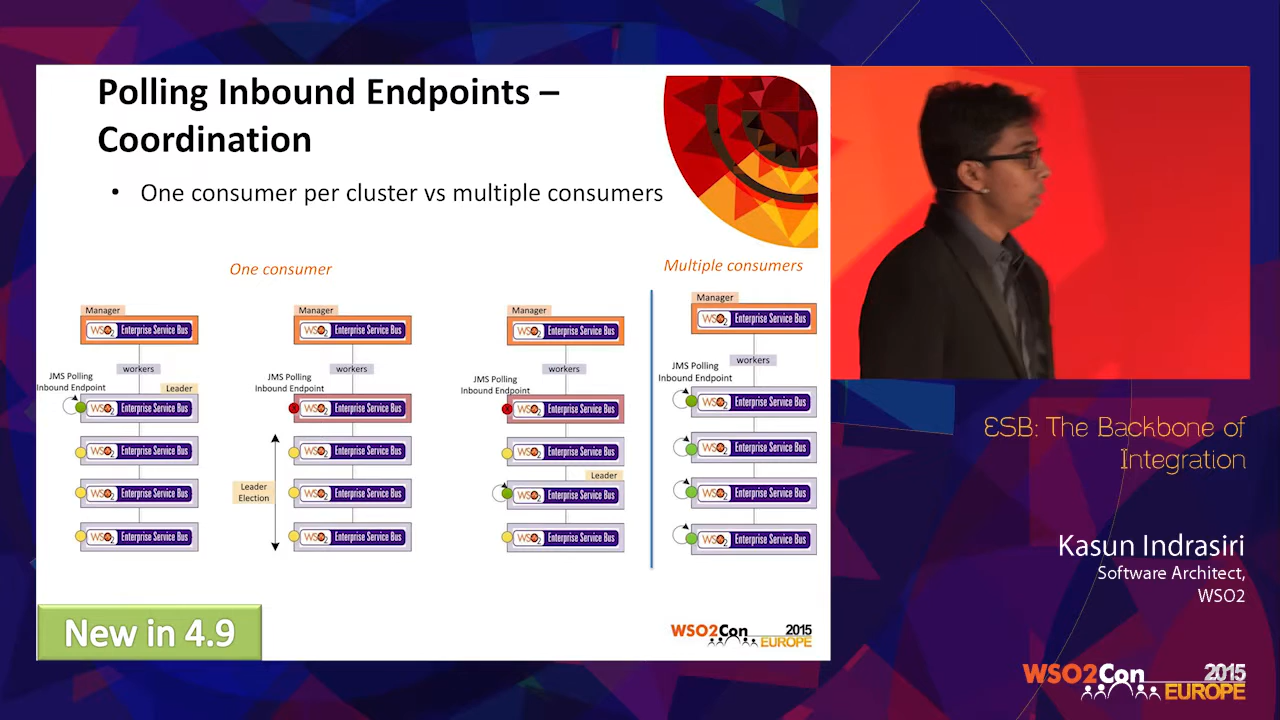 Polling Inbound Endpoints –
Coordination
• One consumer per cluster vs multiple consumers
One consumer
Multiple consumers
Manager
WSO2 Enterprise Service Bus
workers
JMS Polling
Inbound Endpoint
Leader
WSO2 Enterprise Service Bus
WSO2 Enterprise Service Bus
WSO2 Enterprise Service Bus
WSO2 Enterprise Service Bus
Manager
WSO2 Enterprise Service Bus
workers
JMS Polling
Inbound Endpoint
WSO2 Enterprise Service Bus
Leader
Election
WSO2 Enterprise Service Bus
WSO2 Enterprise Service Bus
WSO2 Enterprise Service Bus
Manager
WSO2 Enterprise Service Bus
workers
JMS Polling
Inbound Endpoint
WSO2 Enterprise Service Bus
WSO2 Enterprise Service Bus
Leader
WSO2 Enterprise Service Bus
WSO2 Enterprise Service Bus
Manager
WSO2 Enterprise Service Bus
workers
JMS Polling
Inbound Endpoint
WSO2 Enterprise Service Bus
WSO2 Enterprise Service Bus
WSO2 Enterprise Service Bus
WSO2 Enterprise Service Bus
New in 4.9
WSO2Con 2015
EUROPE
ESB: The Backbone of
Integration
Kasun Indrasiri
Software Architect,
WSO2
WSO2Con 2015
EUROPE